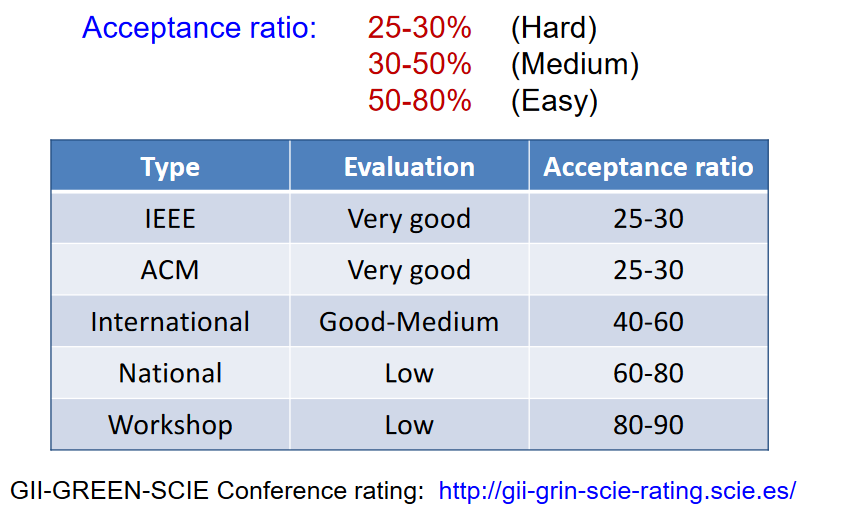 Acceptance ratio: 25-30% (Hard)
30-50% (Medium)
50-80% (Easy)
Type Evaluation Acceptance ratio
IEEE Very good 25-30
ACM Very good 25-30
International Good-Medium 40-60
National Low 60-80
Workshop Low 80-90
GII-GREEN-SCIE Conference rating: http://gii-grin-scie-rating.scie.es/